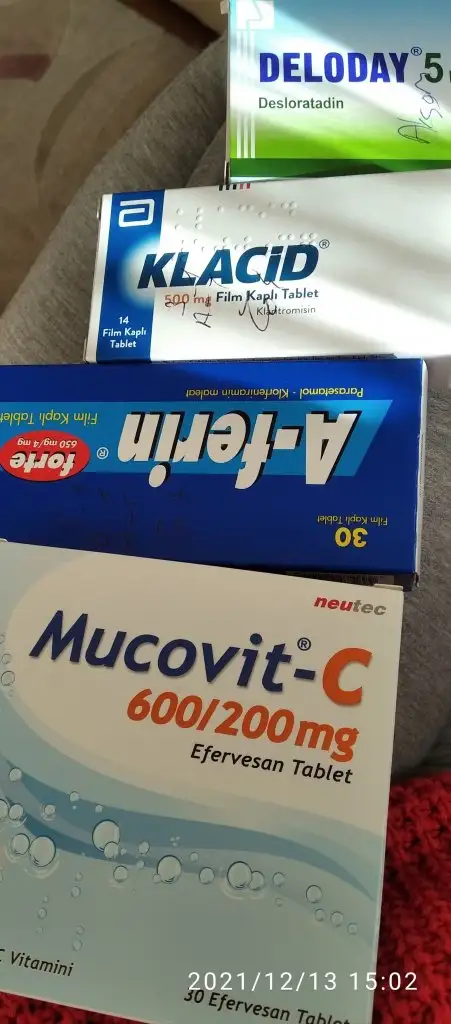 DELODAY® 5
Desloratadin
Akşam
KLACİD®
500 mg Film Kaplı Tablet
Klaritromisin
14
Film Kaplı
Tablet
Parasetamol - Klorfeniramin maleat
A-ferin®
forte
650 mg/4 mg
Film Kaplı Tablet
30
Film Kaplı Tablet
neutec
Mucovit®-C
600/200mg
Efervesan Tablet
C Vitamini
30 Efervesan Tablet
2021/12/13 15:02